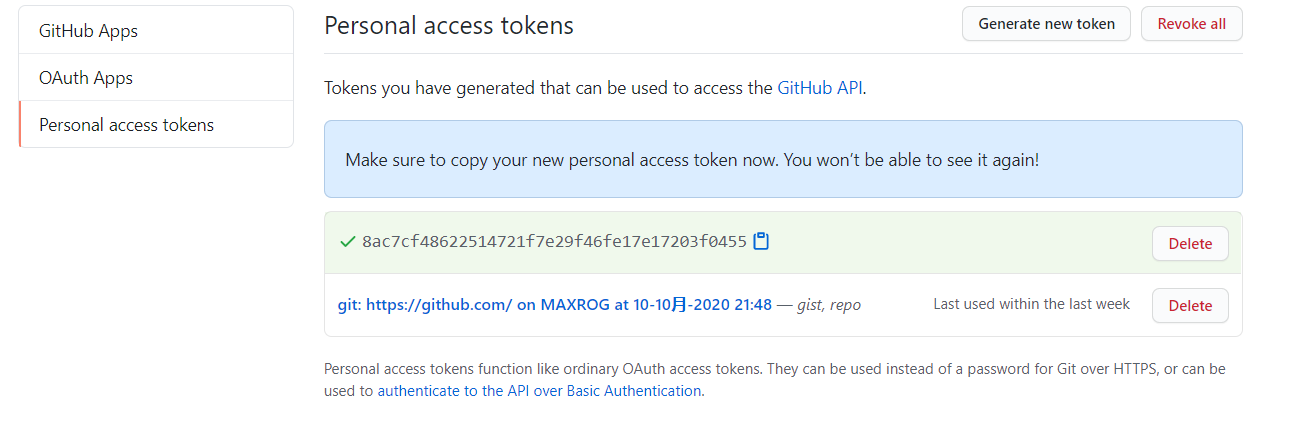 GitHub Apps
OAuth Apps
Personal access tokens
Personal access tokens
Generate new token
Revoke all
Tokens you have generated that can be used to access the GitHub API.
Make sure to copy your new personal access token now. You won’t be able to see it again!
8ac7cf48622514721f7e29f46fe17e17203f0455
Delete
git: https://github.com/ on MAXROG at 10-10月-2020 21:48 — gist, repo
Last used within the last week
Delete
Personal access tokens function like ordinary OAuth access tokens. They can be used instead of a password for Git over HTTPS, or can be
used to authenticate to the API over Basic Authentication.